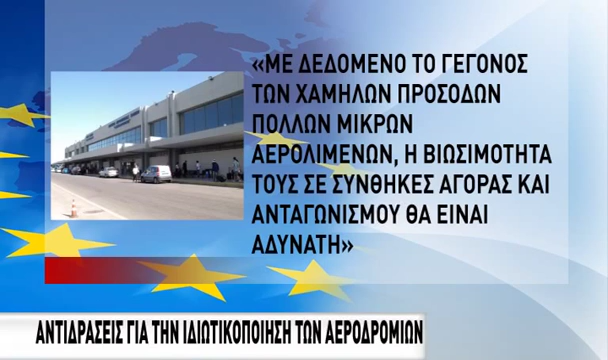 «ΜΕ ΔΕΔΟΜΕΝΟ ΤΟ ΓΕΓΟΝΟΣ
ΤΩΝ ΧΑΜΗΛΩΝ ΠΡΟΣΟΔΩΝ
ΠΟΛΛΩΝ ΜΙΚΡΩΝ
ΑΕΡΟΛΙΜΕΝΩΝ, Η ΒΙΩΣΙΜΟΤΗΤΑ
ΤΟΥΣ ΣΕ ΣΥΝΘΗΚΕΣ ΑΓΟΡΑΣ ΚΑΙ
ΑΝΤΑΓΩΝΙΣΜΟΥ ΘΑ ΕΙΝΑΙ
ΑΔΥΝΑΤΗ»
ΑΝΤΙΔΡΑΣΕΙΣ ΓΙΑ ΤΗΝ ΙΔΙΩΤΙΚΟΠΟΙΗΣΗ ΤΩΝ ΑΕΡΟΔΡΟΜΙΩΝ